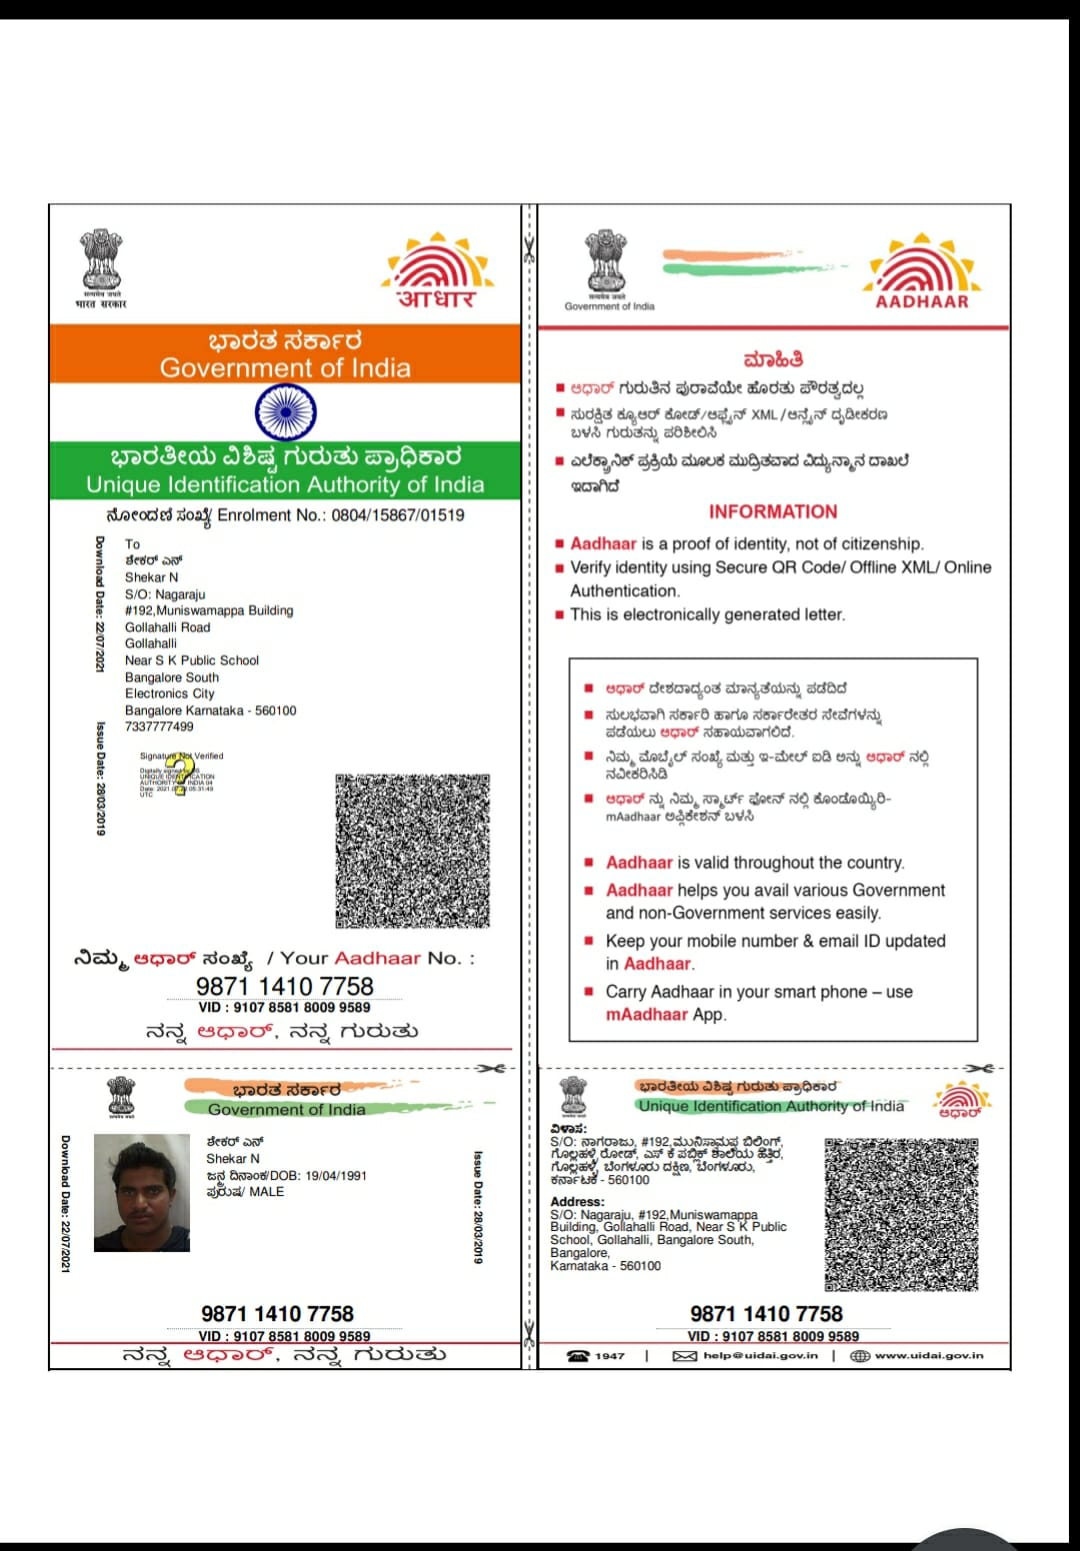 सत्यमेव जयते
भारत सरकार
आधार
ಭಾರತ ಸರ್ಕಾರ
Government of India
ಭಾರತೀಯ ವಿಶಿಷ್ಟ ಗುರುತು ಪ್ರಾಧಿಕಾರ
Unique Identification Authority of India
ನೋಂದಣಿ ಸಂಖ್ಯೆ/ Enrolment No.: 0804/15867/01519
Download Date: 22/07/2021
Issue Date: 28/03/2019
To
ಶೇಕರ್ ಎನ್
Shekar N
S/O: Nagaraju
#192,Muniswamappa Building
Gollahalli Road
Gollahalli
Near S K Public School
Bangalore South
Electronics City
Bangalore Karnataka - 560100
7337777499
Signature Not Verified
Digitally signed by DS
UNIQUE IDENTIFICATION
AUTHORITY OF INDIA 04
UTC
ನಿಮ್ಮ ಆಧಾರ್ ಸಂಖ್ಯೆ / Your Aadhaar No. :
9871 1410 7758
VID : 9107 8581 8009 9589
ನನ್ನ ಆಧಾರ್, ನನ್ನ ಗುರುತು
Government of India
AADHAAR
ಮಾಹಿತಿ
ಆಧಾರ್ ಗುರುತಿನ ಪುರಾವೆಯೇ ಹೊರತು ಪೌರತ್ವದಲ್ಲ
ಸುರಕ್ಷಿತ ಕ್ಯೂಆರ್ ಕೋಡ್/ಆಫ್ಲೈನ್ XML /ಆನ್ಲೈನ್ ದೃಢೀಕರಣ
ಬಳಸಿ ಗುರುತನ್ನು ಪರಿಶೀಲಿಸಿ
ಎಲೆಕ್ಟ್ರಾನಿಕ್ ಪ್ರಕ್ರಿಯೆ ಮೂಲಕ ಮುದ್ರಿತವಾದ ವಿದ್ಯುನ್ಮಾನ ದಾಖಲೆ
ಇದಾಗಿದೆ
INFORMATION
Aadhaar is a proof of identity, not of citizenship.
Verify identity using Secure QR Code/ Offline XML/ Online
Authentication.
This is electronically generated letter.
ಆಧಾರ್ ದೇಶದಾದ್ಯಂತ ಮಾನ್ಯತೆಯನ್ನು ಪಡೆದಿದೆ
ಸುಲಭವಾಗಿ ಸರ್ಕಾರಿ ಹಾಗೂ ಸರ್ಕಾರೇತರ ಸೇವೆಗಳನ್ನು
ಪಡೆಯಲು ಆಧಾರ್ ಸಹಾಯವಾಗಲಿದೆ.
ನಿಮ್ಮ ಮೊಬೈಲ್ ಸಂಖ್ಯೆ ಮತ್ತು ಇ-ಮೇಲ್ ಐಡಿ ಅನ್ನು ಆಧಾರ್ ನಲ್ಲಿ
ನವೀಕರಿಸಿಡಿ
ಆಧಾರ್ ನ್ನು ನಿಮ್ಮ ಸ್ಮಾರ್ಟ್ ಫೋನ್ ನಲ್ಲಿ ಕೊಂಡೊಯ್ಯಿರಿ-
mAadhaar ಅಪ್ಲಿಕೇಶನ್ ಬಳಸಿ
Aadhaar is valid throughout the country.
Aadhaar helps you avail various Government
and non-Government services easily.
Keep your mobile number & email ID updated
in Aadhaar.
Carry Aadhaar in your smart phone – use
mAadhaar App.
ಭಾರತ ಸರ್ಕಾರ
Government of India
Download Date: 22/07/2021
ಶೇಕರ್ ಎನ್
Shekar N
ಜನ್ಮ ದಿನಾಂಕ/DOB: 19/04/1991
ಪುರುಷ/ MALE
Issue Date: 28/03/2019
9871 1410 7758
VID : 9107 8581 8009 9589
ನನ್ನ ಆಧಾರ್, ನನ್ನ ಗುರುತು
ಭಾರತೀಯ ವಿಶಿಷ್ಟ ಗುರುತು ಪ್ರಾಧಿಕಾರ
Unique Identification Authority of India
ಆಧಾರ್
ವಿಳಾಸ:
S/O: ನಾಗರಾಜು, #192,ಮುನಿಸ್ವಾಮಪ್ಪ ಬಿಲ್ಡಿಂಗ್,
ಗೊಲ್ಲಹಳ್ಳಿ ರೋಡ್, ಎಸ್ ಕೆ ಪಬ್ಲಿಕ್ ಶಾಲೆಯ ಹತ್ತಿರ,
ಗೊಲ್ಲಹಳ್ಳಿ, ಬೆಂಗಳೂರು ದಕ್ಷಿಣ, ಬೆಂಗಳೂರು,
ಕರ್ನಾಟಕ - 560100
Address:
S/O: Nagaraju, #192,Muniswamappa
Building, Gollahalli Road, Near S K Public
School, Gollahalli, Bangalore South,
Bangalore,
Karnataka - 560100
9871 1410 7758
VID : 9107 8581 8009 9589
1947 | help@uidai.gov.in | www.uidai.gov.in